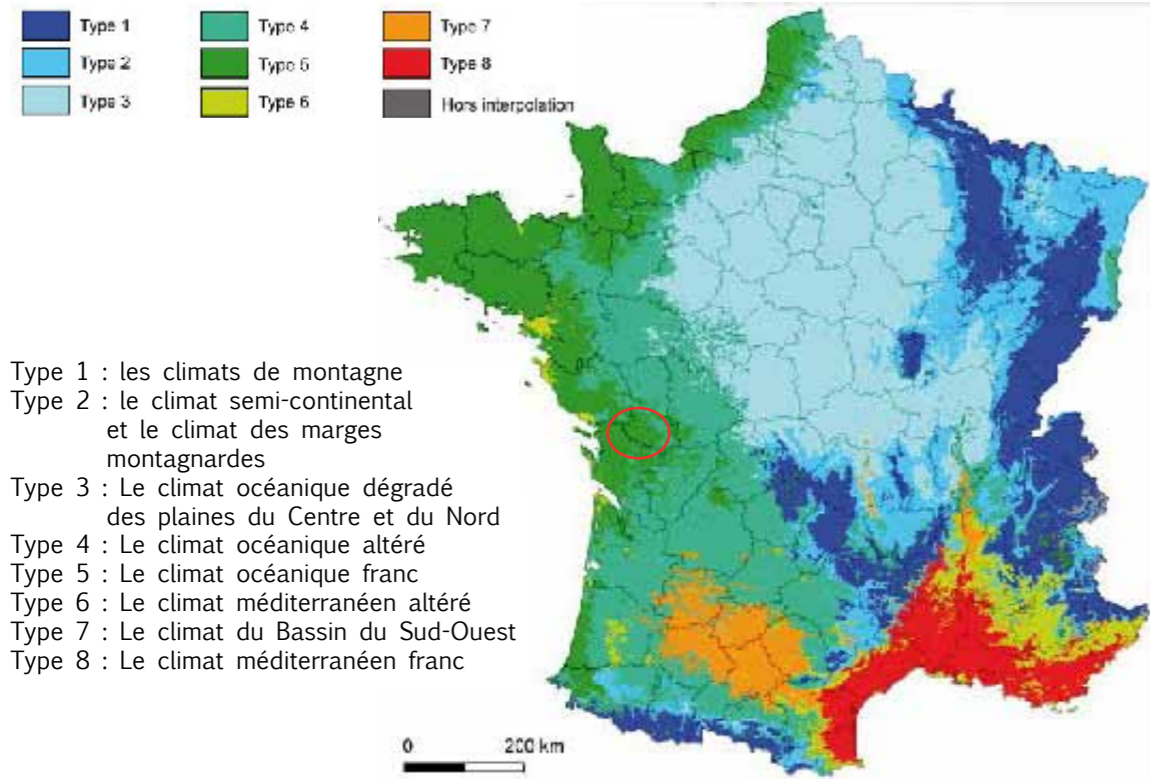 Type 1
Type 2
Type 3
Type 4
Type 5
Type 6
Type 7
Type 8
Hors interpolation
Type 1 : les climats de montagne
Type 2 : le climat semi-continental
et le climat des marges
montagnardes
Type 3 : Le climat océanique dégradé
des plaines du Centre et du Nord
Type 4 : Le climat océanique altéré
Type 5 : Le climat océanique franc
Type 6 : Le climat méditerranéen altéré
Type 7 : Le climat du Bassin du Sud-Ouest
Type 8 : Le climat méditerranéen franc
0 200 km